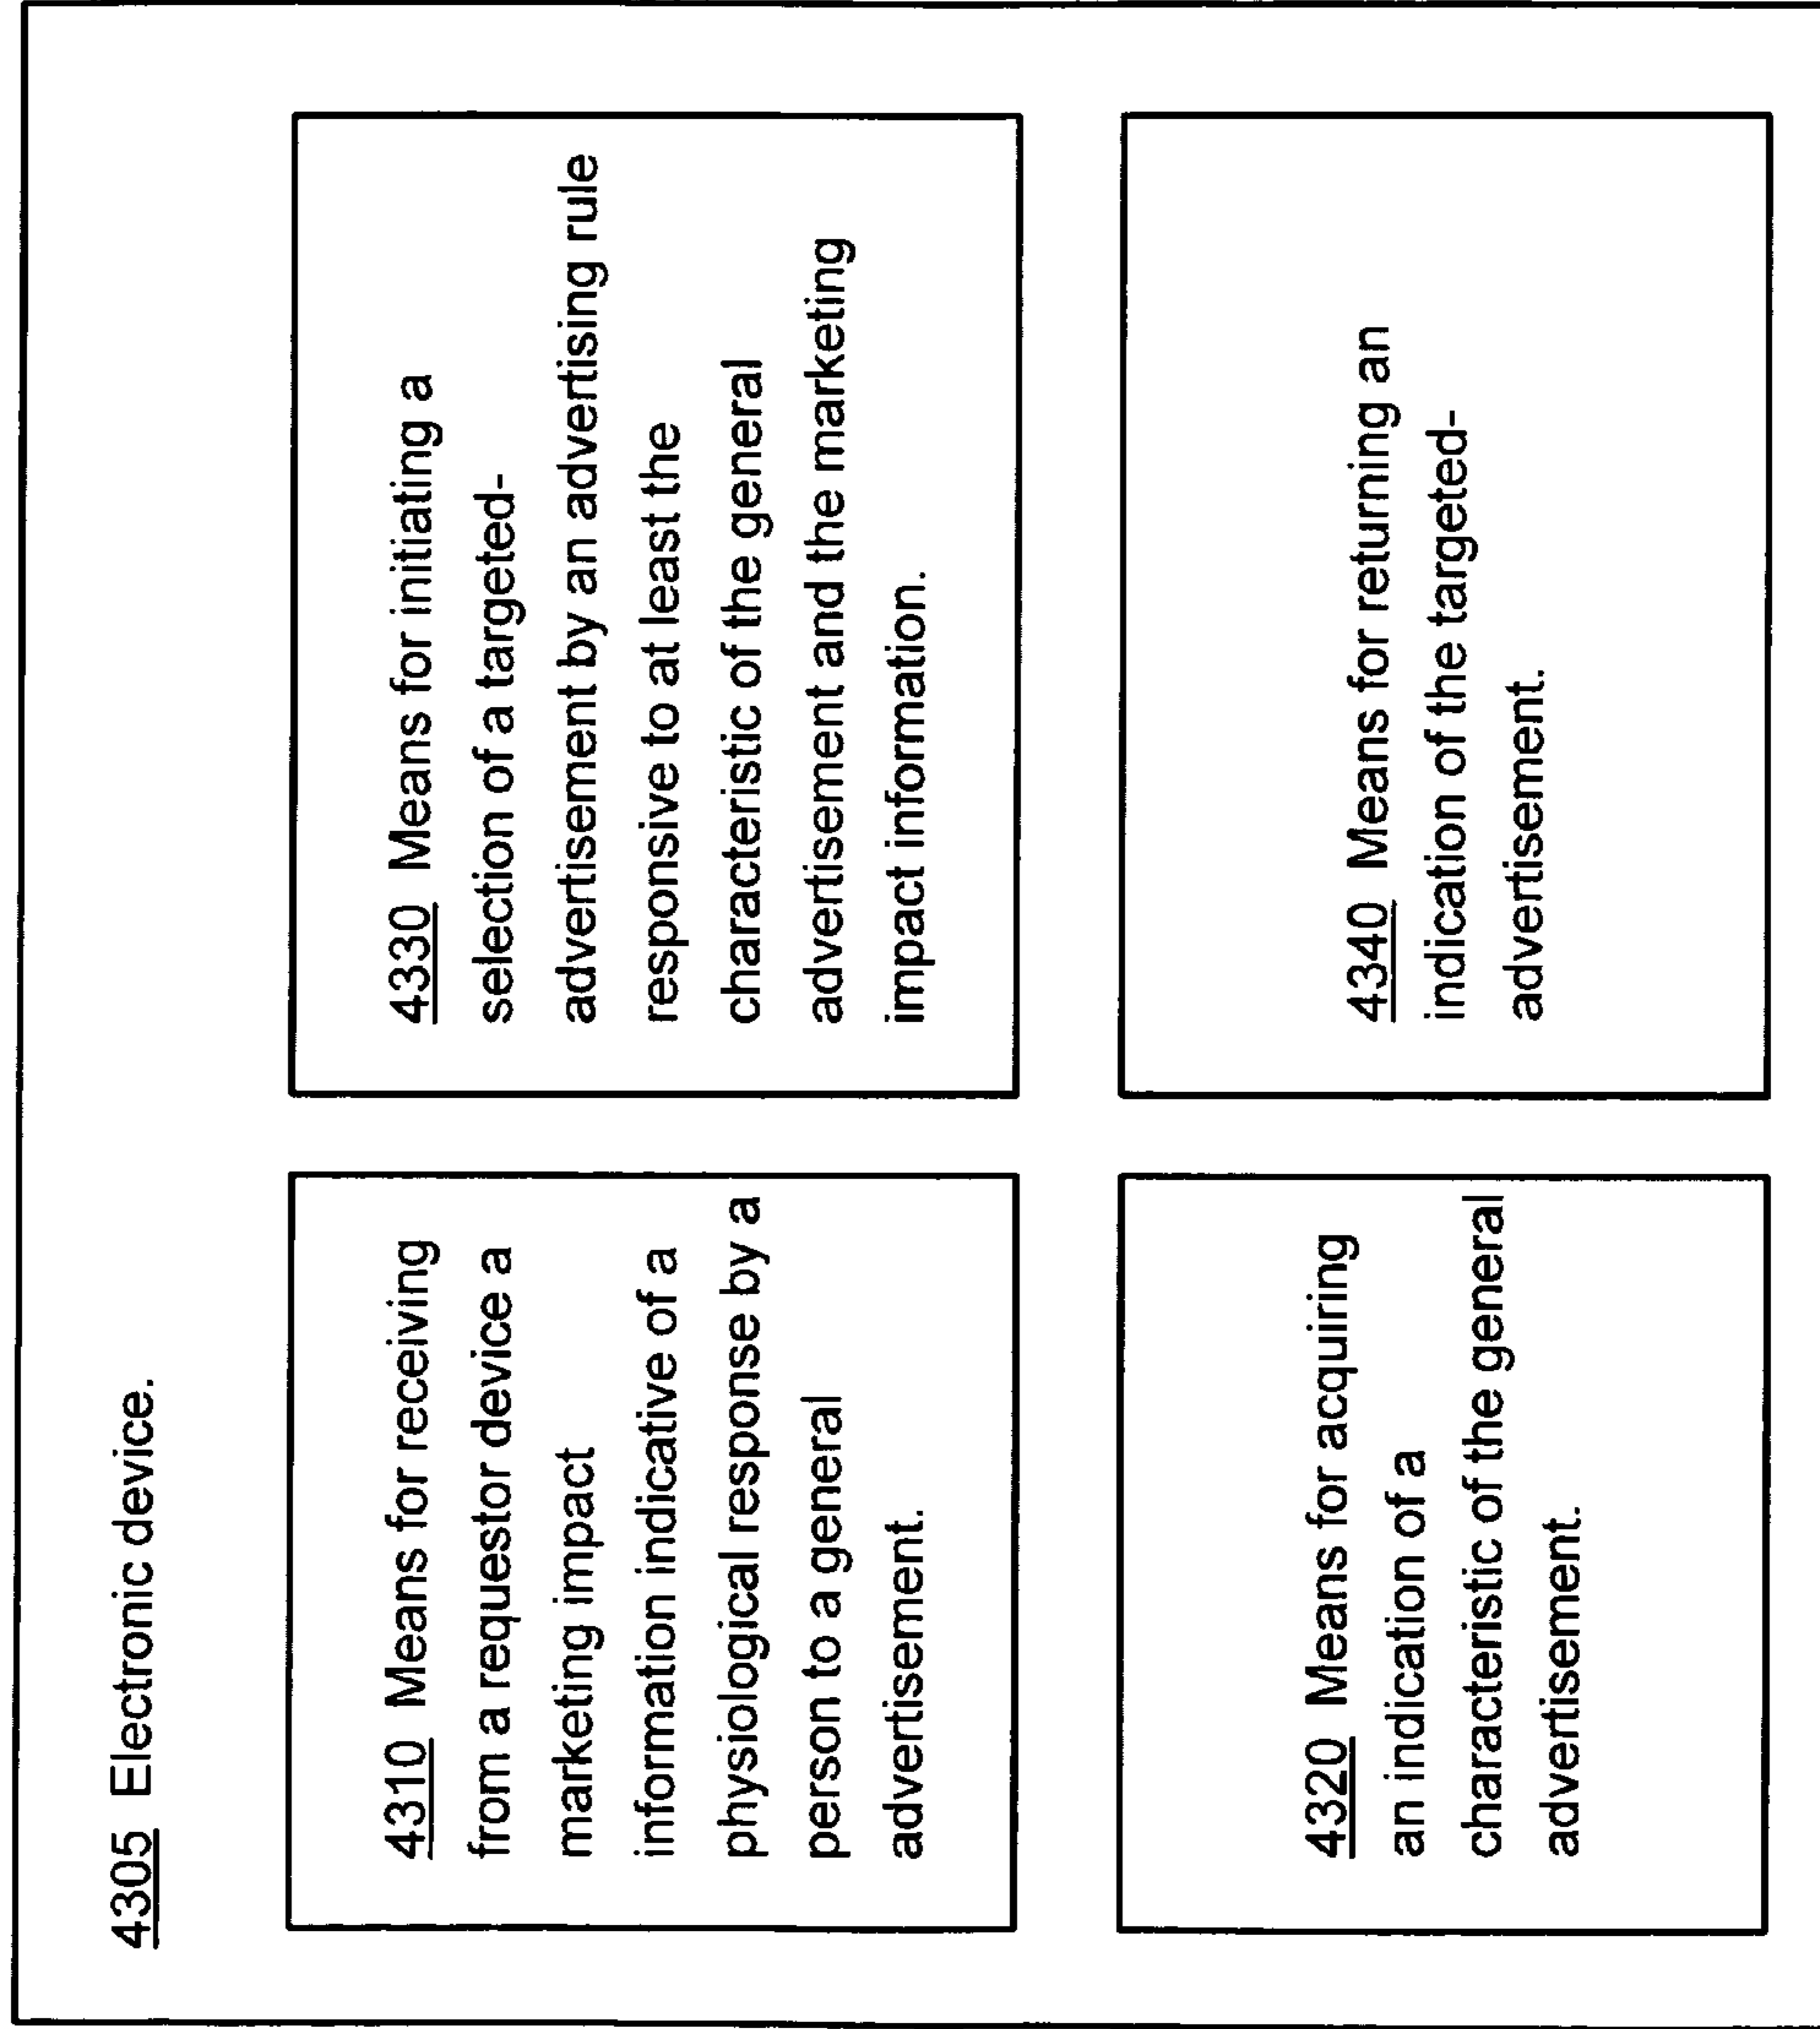 4305 Electronic device.
4310 Means for receiving
from a requestor device a
marketing impact
information indicative of a
physiological response by a
person to a general
advertisement.
4320 Means for acquiring
an indication of a
characteristic of the general
advertisement.
4330 Means for initiating a
selection of a targeted-
advertisement by an advertising rule
responsive to at least the
characteristic of the general
advertisement and the marketing
impact information.
4340 Means for returning an
indication of the targeted-
advertisement.